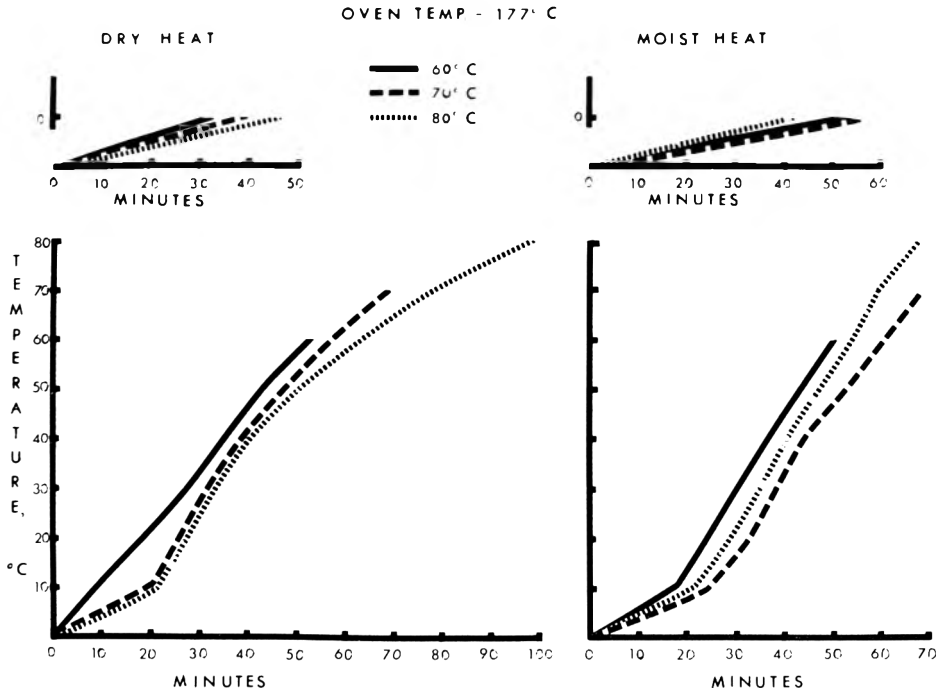 OVEN TEMP - 177° C
DRY HEAT
MOIST HEAT
60° C
70° C
80° C
0
0 10 20 30 40 50
MINUTES
0
0 10 20 30 40 50 60
MINUTES
TEMPERATURE, °C
80
70
60
50
40
30
20
10
0 10 20 30 40 50 60 70 80 90 100
MINUTES
0 10 20 30 40 50 60 70
MINUTES